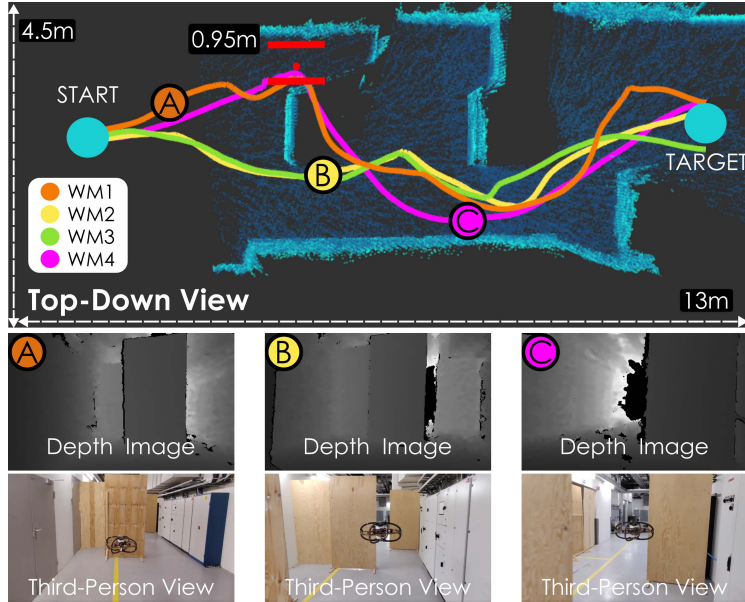 4.5m
0.95m
START
A
B
TARGET
WM1
WM2
WM3
WM4
C
Top-Down View
13m
A
Depth Image
B
Depth Image
C
Depth Image
Third-Person View
Third-Person View
Third-Person View